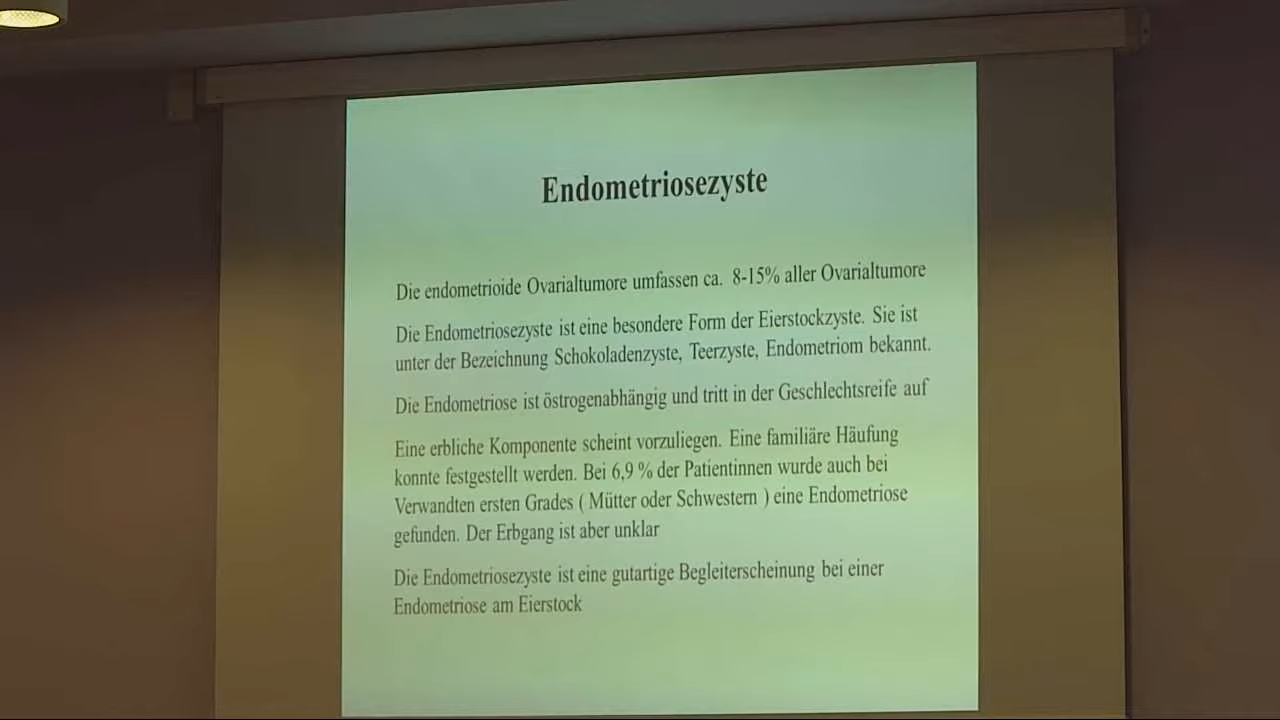 Endometriosezyste
Die endometrioide Ovarialtumore umfassen ca. 8-15% aller Ovarialtumore
Die Endometriosezyste ist eine besondere Form der Eierstockzyste. Sie ist
unter der Bezeichnung Schokoladenzyste, Teerzyste, Endometriom bekannt.
Die Endometriose ist östrogenabhängig und tritt in der Geschlechtsreife auf
Eine erbliche Komponente scheint vorzuliegen. Eine familiäre Häufung
konnte festgestellt werden. Bei 6,9 % der Patientinnen wurde auch bei
Verwandten ersten Grades ( Mütter oder Schwestern ) eine Endometriose
gefunden. Der Erbgang ist aber unklar
Die Endometriosezyste ist eine gutartige Begleiterscheinung bei einer
Endometriose am Eierstock